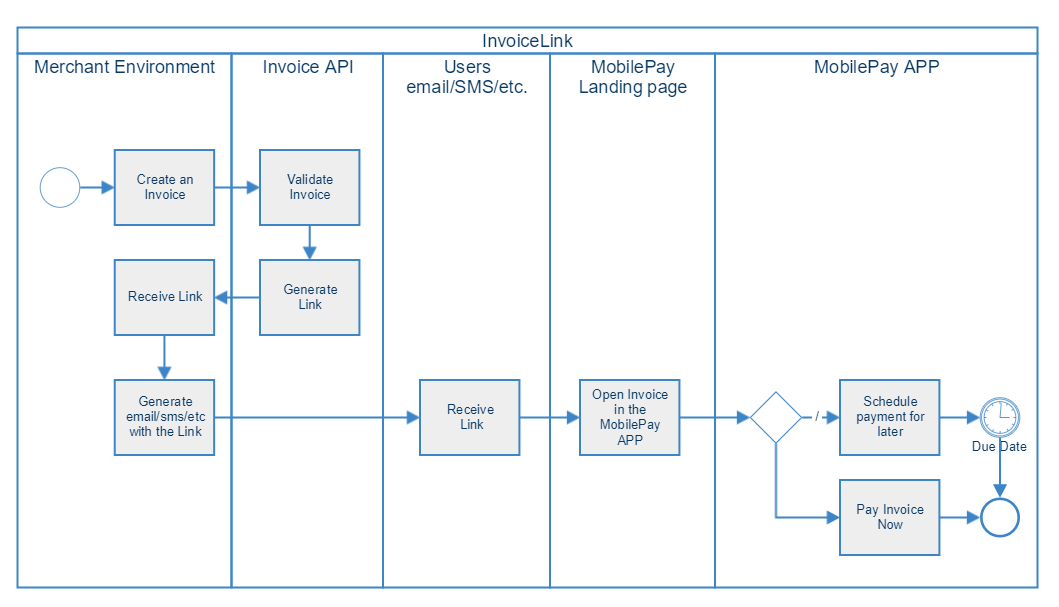 InvoiceLink
Merchant Environment
Invoice API
Users
email/SMS/etc.
MobilePay
Landing page
MobilePay APP
Create an
Invoice
Validate
Invoice
Receive Link
Generate
Link
Generate
email/sms/etc
with the Link
Receive
Link
Open Invoice
in the
MobilePay
APP
/
Schedule
payment for
later
Due Date
Pay Invoice
Now